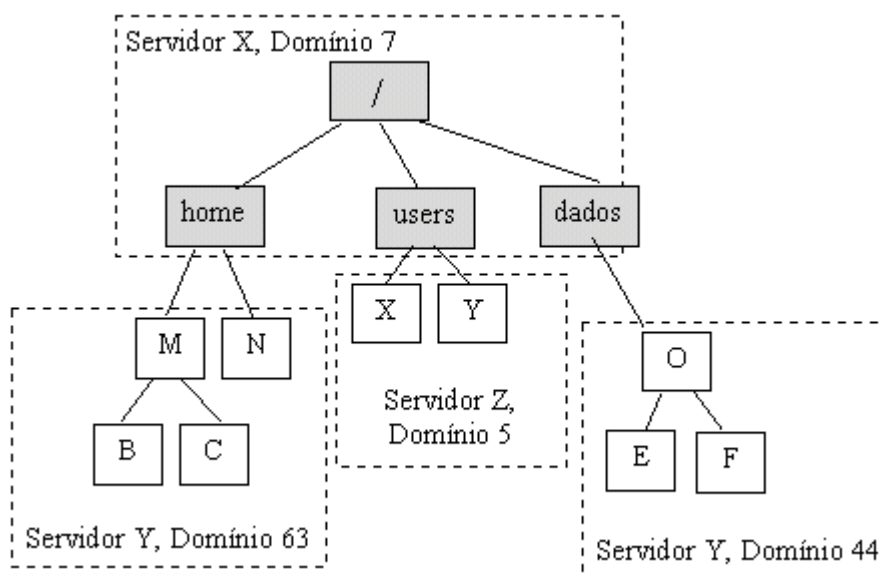 Servidor X, Domínio 7
/
home
users
dados
X
Y
M
N
O
Servidor Z,
Domínio 5
B
C
E
F
Servidor Y, Domínio 63
Servidor Y, Domínio 44